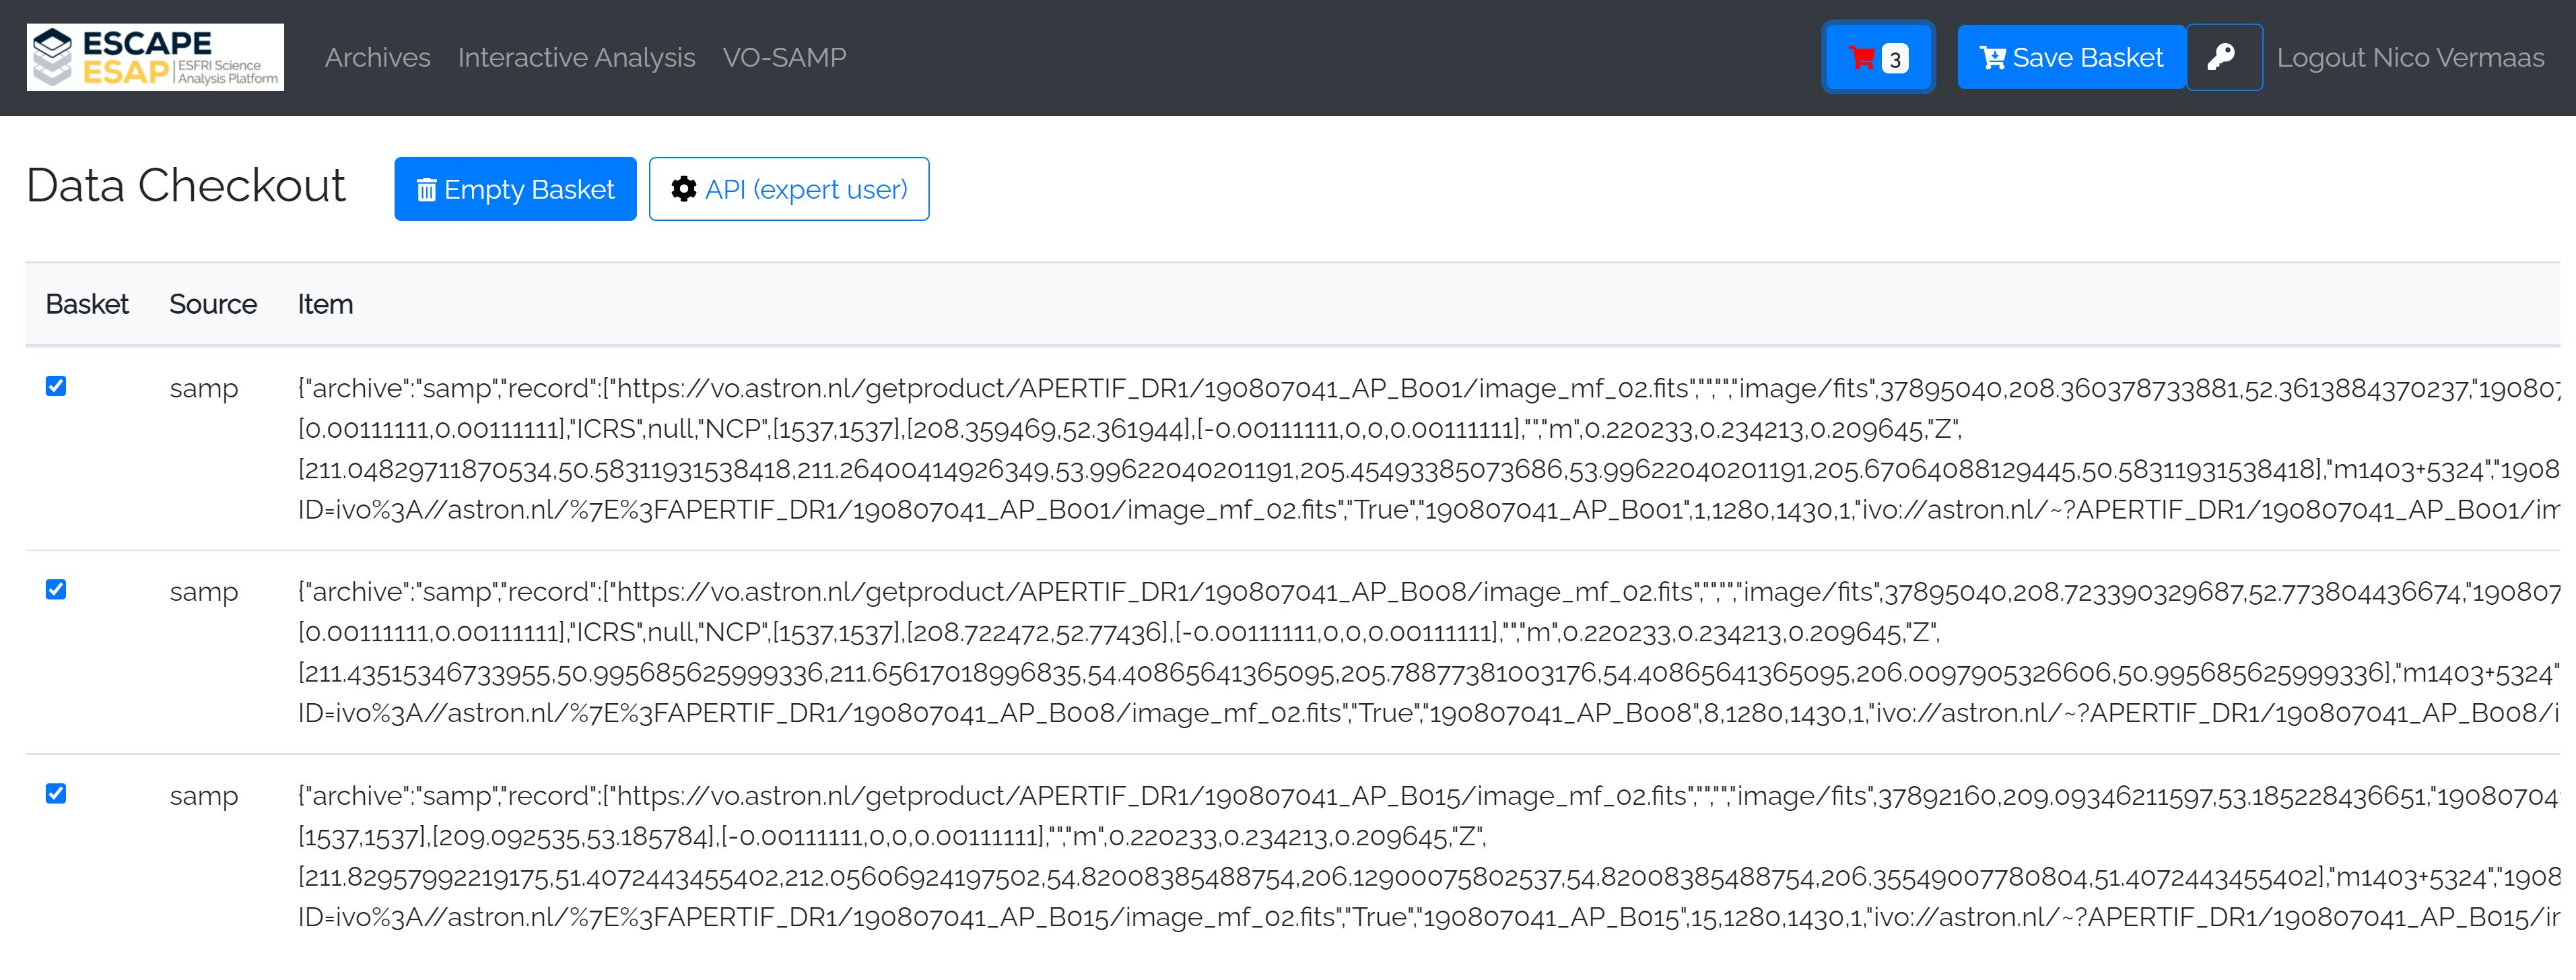 ESCAPE
ESAP ESFRI Science Analysis Platform
Archives Interactive Analysis VO-SAMP 3 Save Basket Logout Nico Vermaas
Data Checkout Empty Basket API (expert user)
Basket Source Item
samp {"archive":"samp","record":["https://vo.astron.nl/getproduct/APERTIF_DR1/190807041_AP_B001/image_mf_02.fits","","","image/fits",37895040,208.360378733881,52.3613884370237,"190807
[0.00111111,0.00111111],"ICRS",null,"NCP",[1537,1537],[208.359469,52.361944],[-0.00111111,0,0,0.00111111],"","m",0.220233,0.234213,0.209645,"Z",
[211.04829711870534,50.58311931538418,211.26400414926349,53.99622040201191,205.45493385073686,53.99622040201191,205.67064088129445,50.58311931538418],"m1403+5324","1908
ID=ivo%3A//astron.nl/%7E%3FAPERTIF_DR1/190807041_AP_B001/image_mf_02.fits","True","190807041_AP_B001",1,1280,1430,1,"ivo://astron.nl/~?APERTIF_DR1/190807041_AP_B001/im
samp {"archive":"samp","record":["https://vo.astron.nl/getproduct/APERTIF_DR1/190807041_AP_B008/image_mf_02.fits","","","image/fits",37895040,208.723390329687,52.773804436674,"190807
[0.00111111,0.00111111],"ICRS",null,"NCP",[1537,1537],[208.722472,52.77436],[-0.00111111,0,0,0.00111111],"","m",0.220233,0.234213,0.209645,"Z",
[211.43515346733955,50.995685625999336,211.65617018996835,54.40865641365095,205.78877381003176,54.40865641365095,206.0097905326606,50.995685625999336],"m1403+5324"
ID=ivo%3A//astron.nl/%7E%3FAPERTIF_DR1/190807041_AP_B008/image_mf_02.fits","True","190807041_AP_B008",8,1280,1430,1,"ivo://astron.nl/~?APERTIF_DR1/190807041_AP_B008/i
samp {"archive":"samp","record":["https://vo.astron.nl/getproduct/APERTIF_DR1/190807041_AP_B015/image_mf_02.fits","","","image/fits",37892160,209.09346211597,53.185228436651,"19080704
[1537,1537],[209.092535,53.185784],[-0.00111111,0,0,0.00111111],"","m",0.220233,0.234213,0.209645,"Z",
[211.82957992219175,51.4072443455402,212.05606924197502,54.82008385488754,206.12900075802537,54.82008385488754,206.35549007780804,51.4072443455402],"m1403+5324","1908
ID=ivo%3A//astron.nl/%7E%3FAPERTIF_DR1/190807041_AP_B015/image_mf_02.fits","True","190807041_AP_B015",15,1280,1430,1,"ivo://astron.nl/~?APERTIF_DR1/190807041_AP_B015/ir